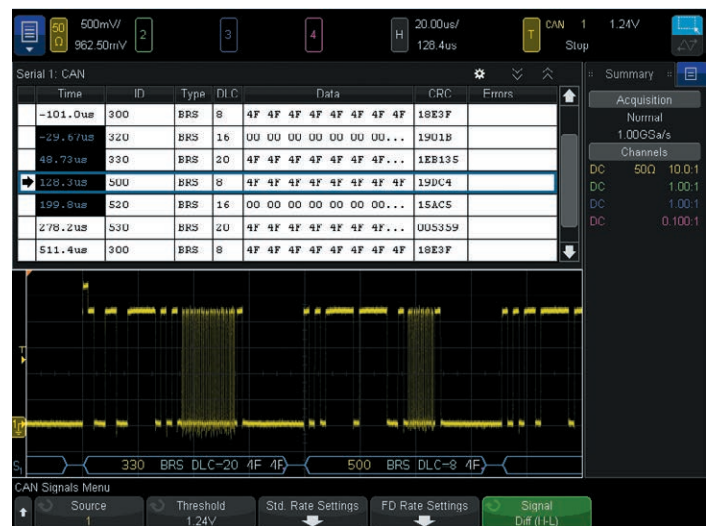 50 Ω 500mV/ 962.50mV 2 3 4 H 20.00us/ 128.4us T CAN 1 1.24V Stop
Serial 1: CAN
Time ID Type DLC Data CRC Errors
-101.0us 300 BRS 8 4F 4F 4F 4F 4F 4F 4F 4F 18E3F
-29.67us 320 BRS 16 00 00 00 00 00 00 00... 1901B
48.73us 330 BRS 20 4F 4F 4F 4F 4F 4F 4F... 1EB135
128.3us 500 BRS 8 4F 4F 4F 4F 4F 4F 4F 4F 19DC4
199.8us 520 BRS 16 00 00 00 00 00 00 00... 15AC5
278.2us 530 BRS 20 4F 4F 4F 4F 4F 4F 4F... 005359
511.4us 300 BRS 8 4F 4F 4F 4F 4F 4F 4F 4F 18E3F
Summary
Acquisition
Normal
1.00GSa/s
Channels
DC 50Ω 10.0:1
DC 1.00:1
DC 1.00:1
DC 0.100:1
T
1
S1 330 BRS DLC=20 4F 4F 500 BRS DLC=8 4F
CAN Signals Menu
Source
1
Threshold
1.24V
Std. Rate Settings
FD Rate Settings
Signal
Diff (H-L)